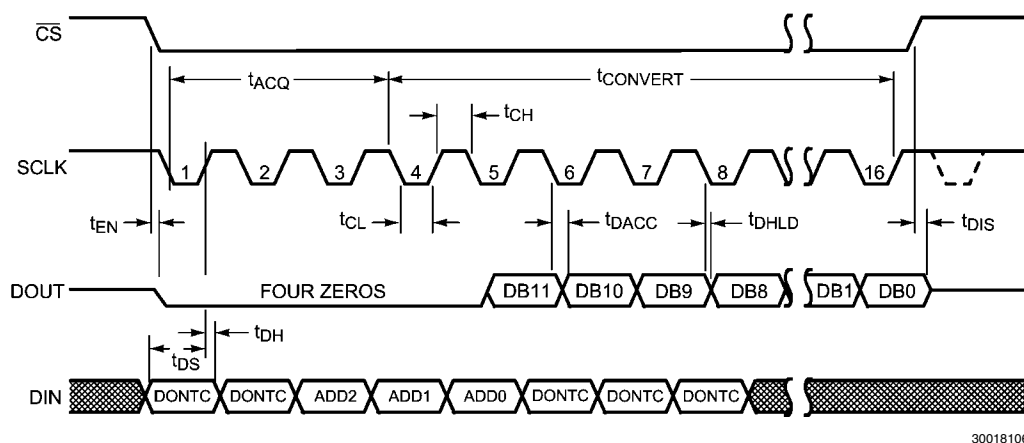 CS
tACQ
tCONVERT
tCH
SCLK
1 2 3 4 5 6 7 8 16
tEN
tCL
tDACC
tDHLD
tDIS
DOUT
FOUR ZEROS
DB11 DB10 DB9 DB8 DB1 DB0
tDH
tDS
DIN
DONTC DONTC ADD2 ADD1 ADD0 DONTC DONTC DONTC
30018106